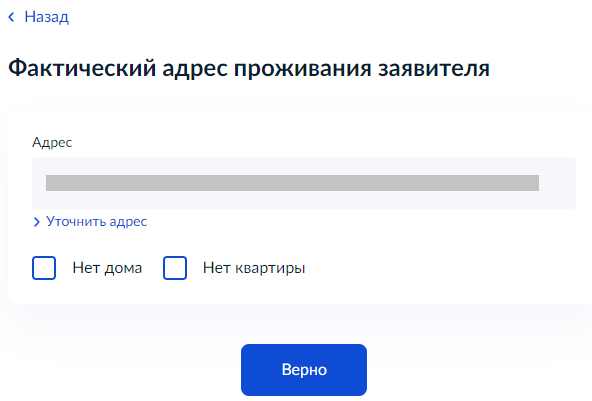 Назад
Фактический адрес проживания заявителя
Адрес
Уточнить адрес
Нет дома Нет квартиры
Верно